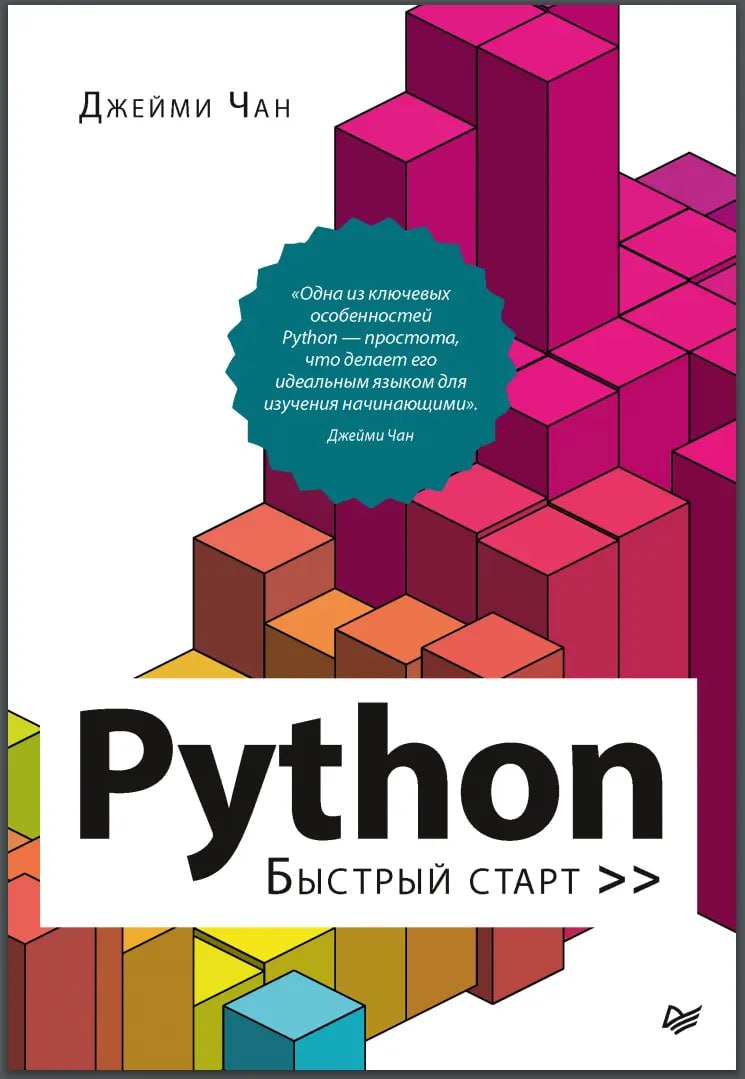 Джейми Чан
«Одна из ключевых
особенностей
Python — простота,
что делает его
идеальным языком для
изучения начинающими».
Джейми Чан
Python
Быстрый старт >>